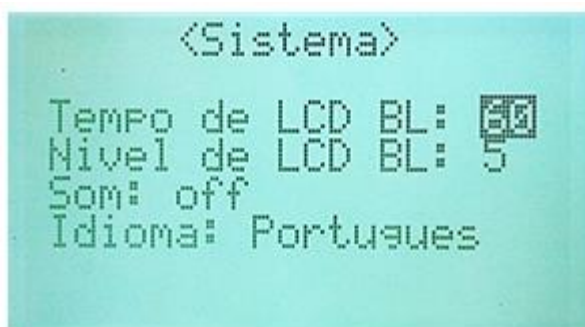 <Sistema>
Tempo de LCD BL: 60
Nivel de LCD BL: 5
Som: off
Idioma: Portugues